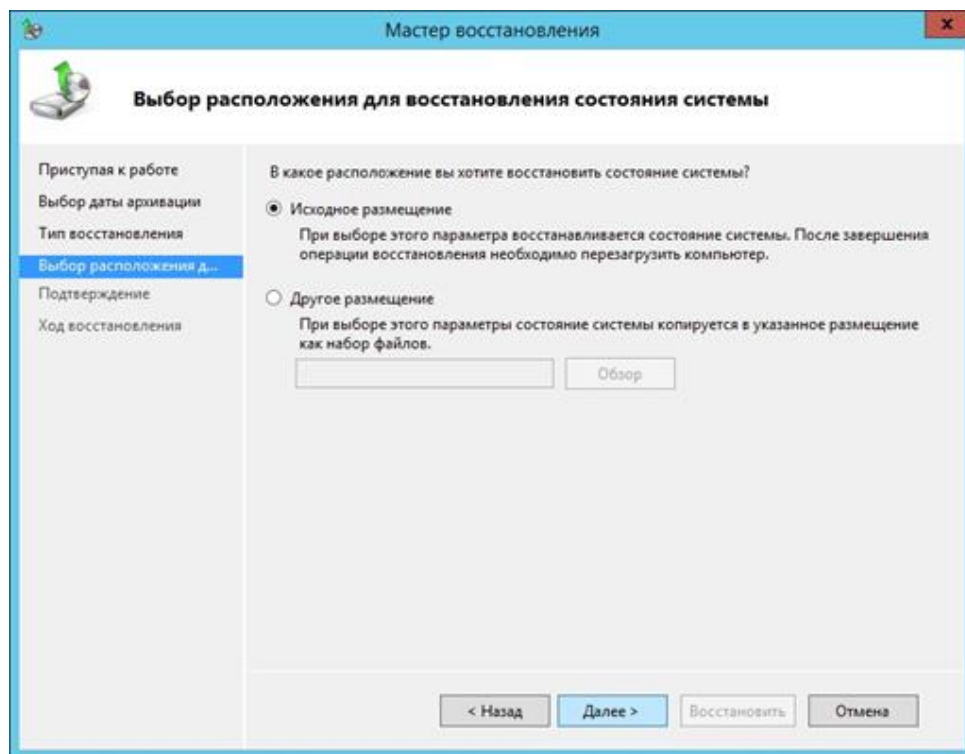 Мастер восстановления
x
Выбор расположения для восстановления состояния системы
Приступая к работе
Выбор даты архивации
Тип восстановления
Выбор расположения д...
Подтверждение
Ход восстановления
В какое расположение вы хотите восстановить состояние системы?
Исходное размещение
При выборе этого параметра восстанавливается состояние системы. После завершения
операции восстановления необходимо перезагрузить компьютер.
Другое размещение
При выборе этого параметры состояние системы копируется в указанное размещение
как набор файлов.
Обзор
< Назад
Далее >
Восстановить
Отмена